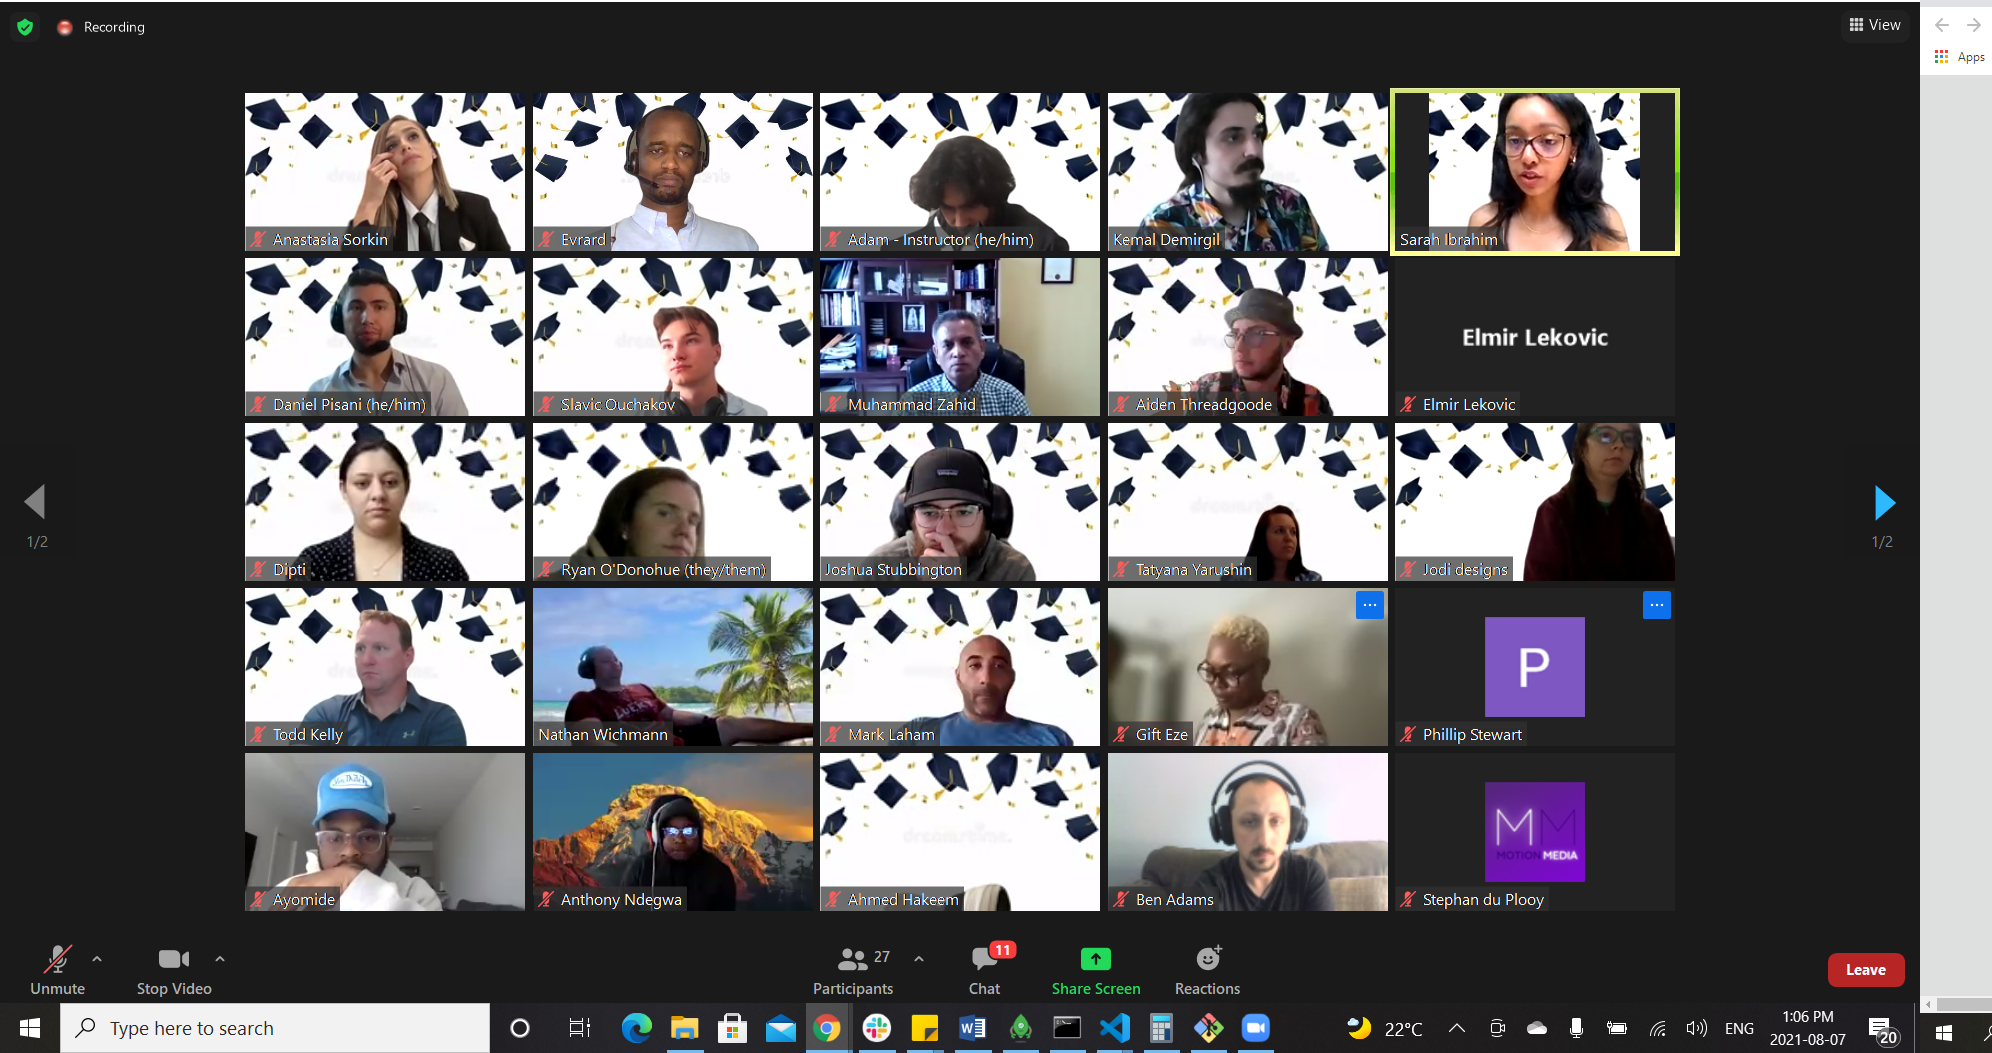 Recording
View
Apps
Anastasia Sorkin
Evrard
Adam - Instructor (he/him)
Kemal Demirgil
Sarah Ibrahim
Daniel Pisani (he/him)
Slavic Ouchakov
Muhammad Zahid
Aiden Threadgoode
Elmir Lekovic
Elmir Lekovic
Dipti
Ryan O'Donohue (they/them)
Joshua Stubbington
Tatyana Yarushin
Jodi designs
1/2
1/2
Todd Kelly
Nathan Wichmann
Mark Laham
Gift Eze
P
Phillip Stewart
Ayomide
Anthony Ndegwa
dreamstime.
Ahmed Hakeem
Ben Adams
MM
MOTION MEDIA
Stephan du Plooy
Unmute
Stop Video
27
Participants
11
Chat
Share Screen
Reactions
Leave
Type here to search
22°C
ENG
1:06 PM
2021-08-07
20